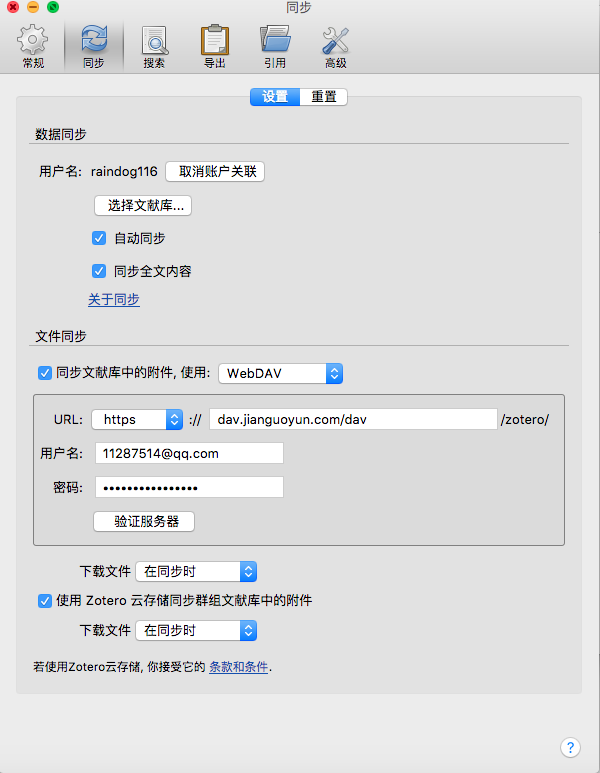 同步
常规 同步 搜索 导出 引用 高级
设置 重置
数据同步
用户名: raindog116 取消账户关联
选择文献库...
自动同步
同步全文内容
关于同步
文件同步
同步文献库中的附件, 使用: WebDAV
URL: https :// dav.jianguoyun.com/dav /zotero/
用户名: 11287514@qq.com
密码: ••••••••••••••••
验证服务器
下载文件 在同步时
使用 Zotero 云存储同步群组文献库中的附件
下载文件 在同步时
若使用Zotero云存储, 你接受它的 条款和条件.
?